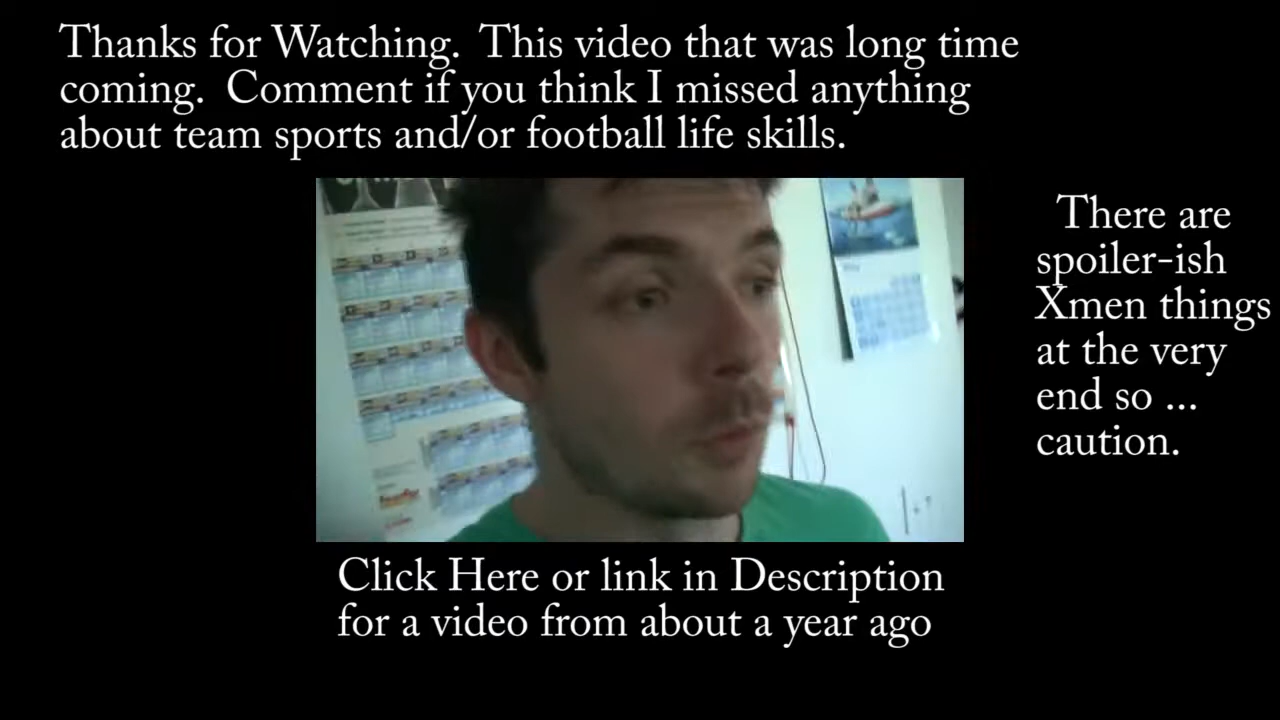 Thanks for Watching.  This video that was long time
coming.  Comment if you think I missed anything
about team sports and/or football life skills.
There are
spoiler-ish
Xmen things
at the very
end so ...
caution.
Click Here or link in Description
for a video from about a year ago